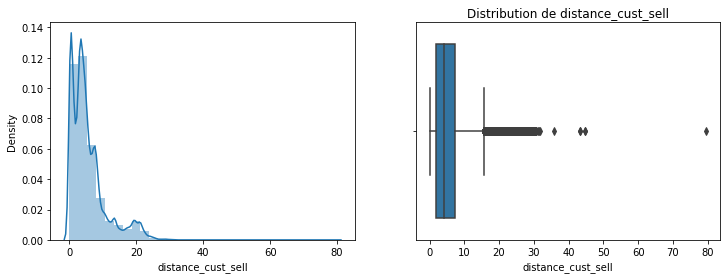 Distribution de distance_cust_sell
0.14
0.12
0.10
0.08
0.06
0.04
0.02
0.00
Density
0 20 40 60 80
distance_cust_sell
0 10 20 30 40 50 60 70 80
distance_cust_sell